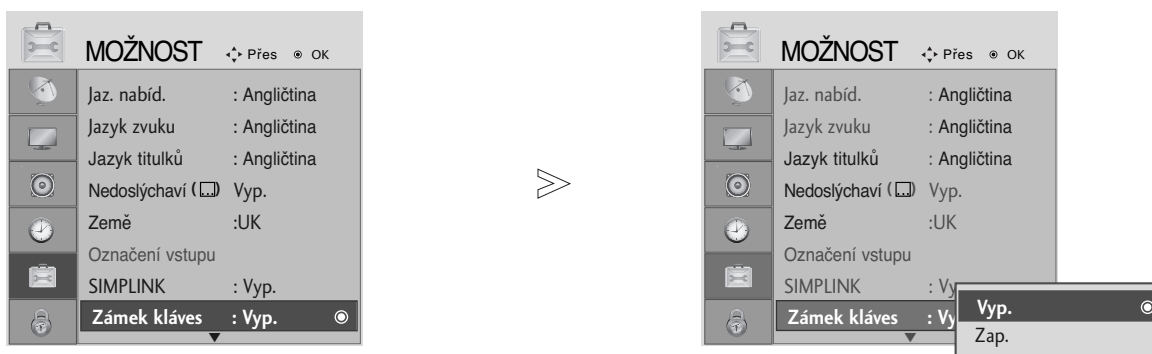 MOŽNOST Přes OK
Jaz. nabíd. : Angličtina
Jazyk zvuku : Angličtina
Jazyk titulků : Angličtina
Nedoslýchaví ( ) Vyp.
Země :UK
Označení vstupu
SIMPLINK : Vyp.
Zámek kláves : Vyp.
MOŽNOST Přes OK
Jaz. nabíd. : Angličtina
Jazyk zvuku : Angličtina
Jazyk titulků : Angličtina
Nedoslýchaví ( ) Vyp.
Země :UK
Označení vstupu
SIMPLINK : Vy
Zámek kláves : Vy
Vyp.
Zap.